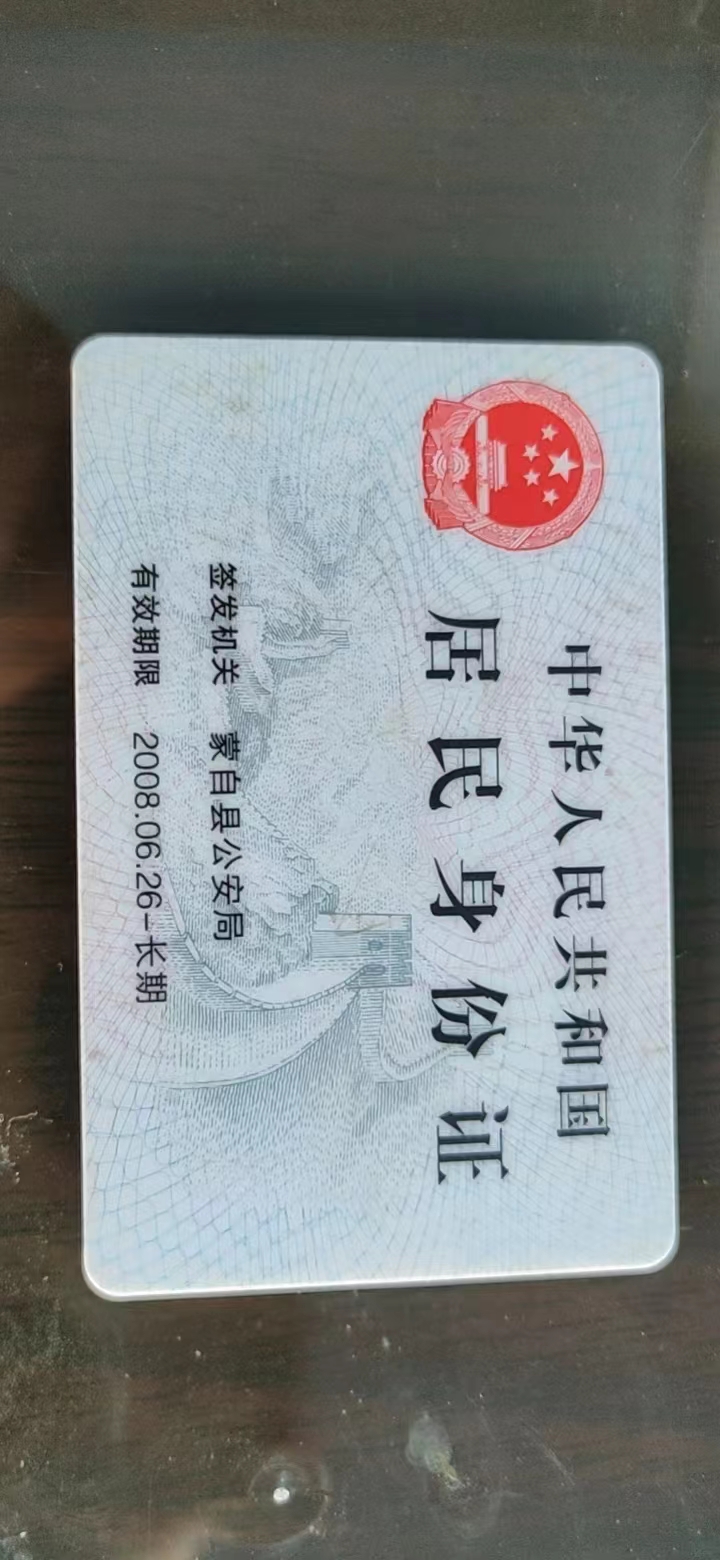 中华人民共和国
居民身份证
签发机关 蒙自县公安局
有效期限 2008.06.26-长期